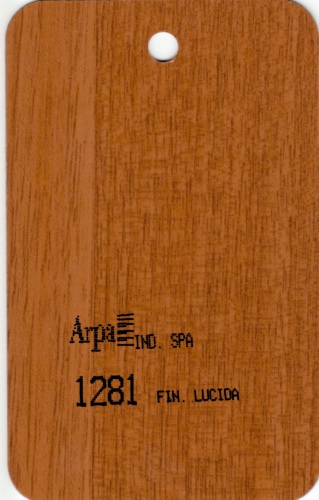 Arpa IND. SPA
1281 FIN. LUCIDA